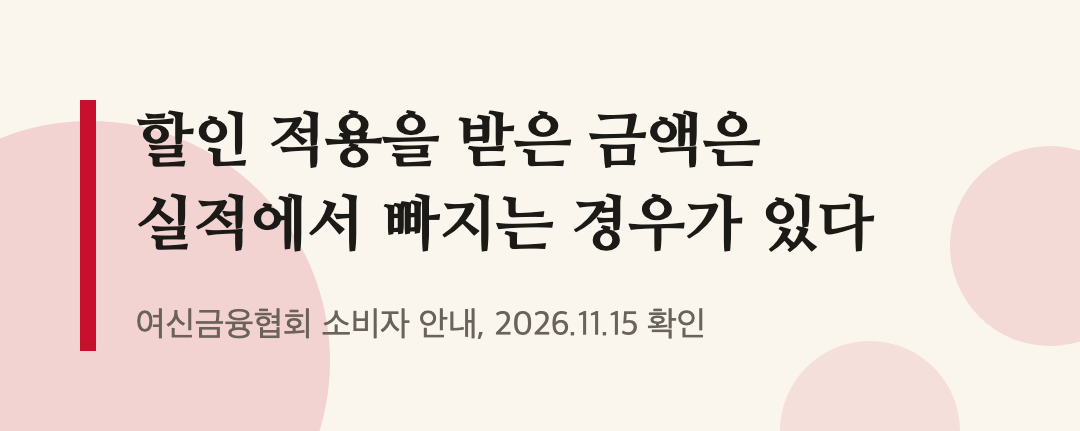 할인 적용을 받은 금액은
실적에서 빠지는 경우가 있다
여신금융협회 소비자 안내, 2026.11.15 확인